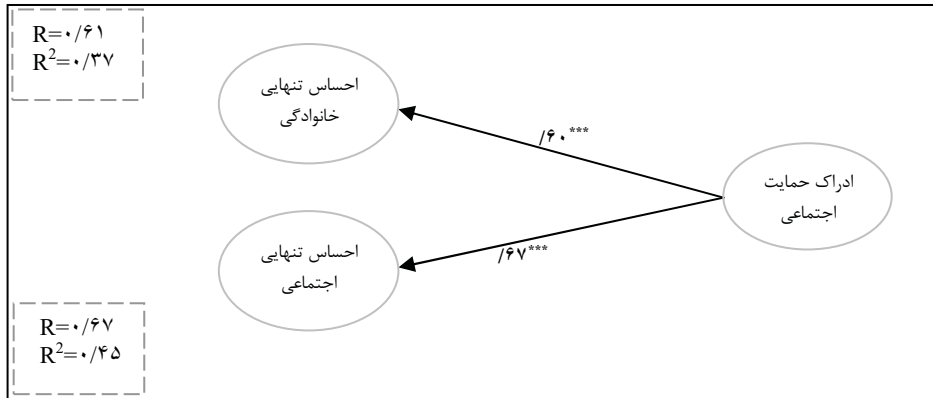 R=۰/۶۱
R²=۰/۳۷
احساس تنهایی
خانوادگی
/۶۰***
ادراک حمایت
اجتماعی
احساس تنهایی
اجتماعی
/۶۷***
R=۰/۶۷
R²=۰/۴۵